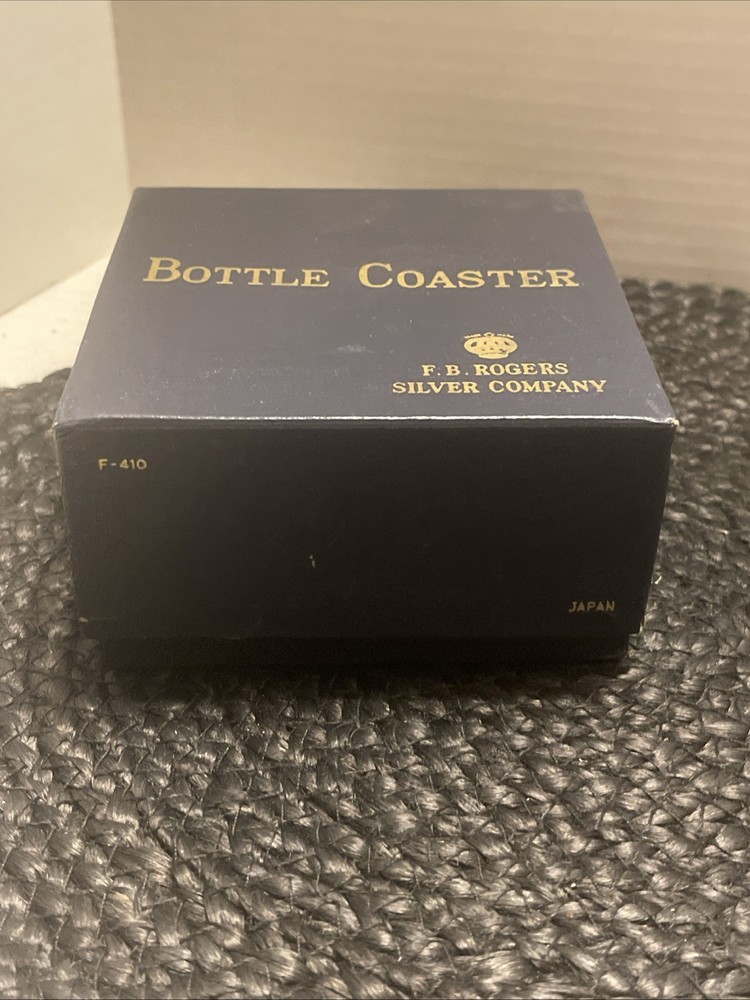 BOTTLE COASTER
F.B. ROGERS
SILVER COMPANY
F-410
JAPAN